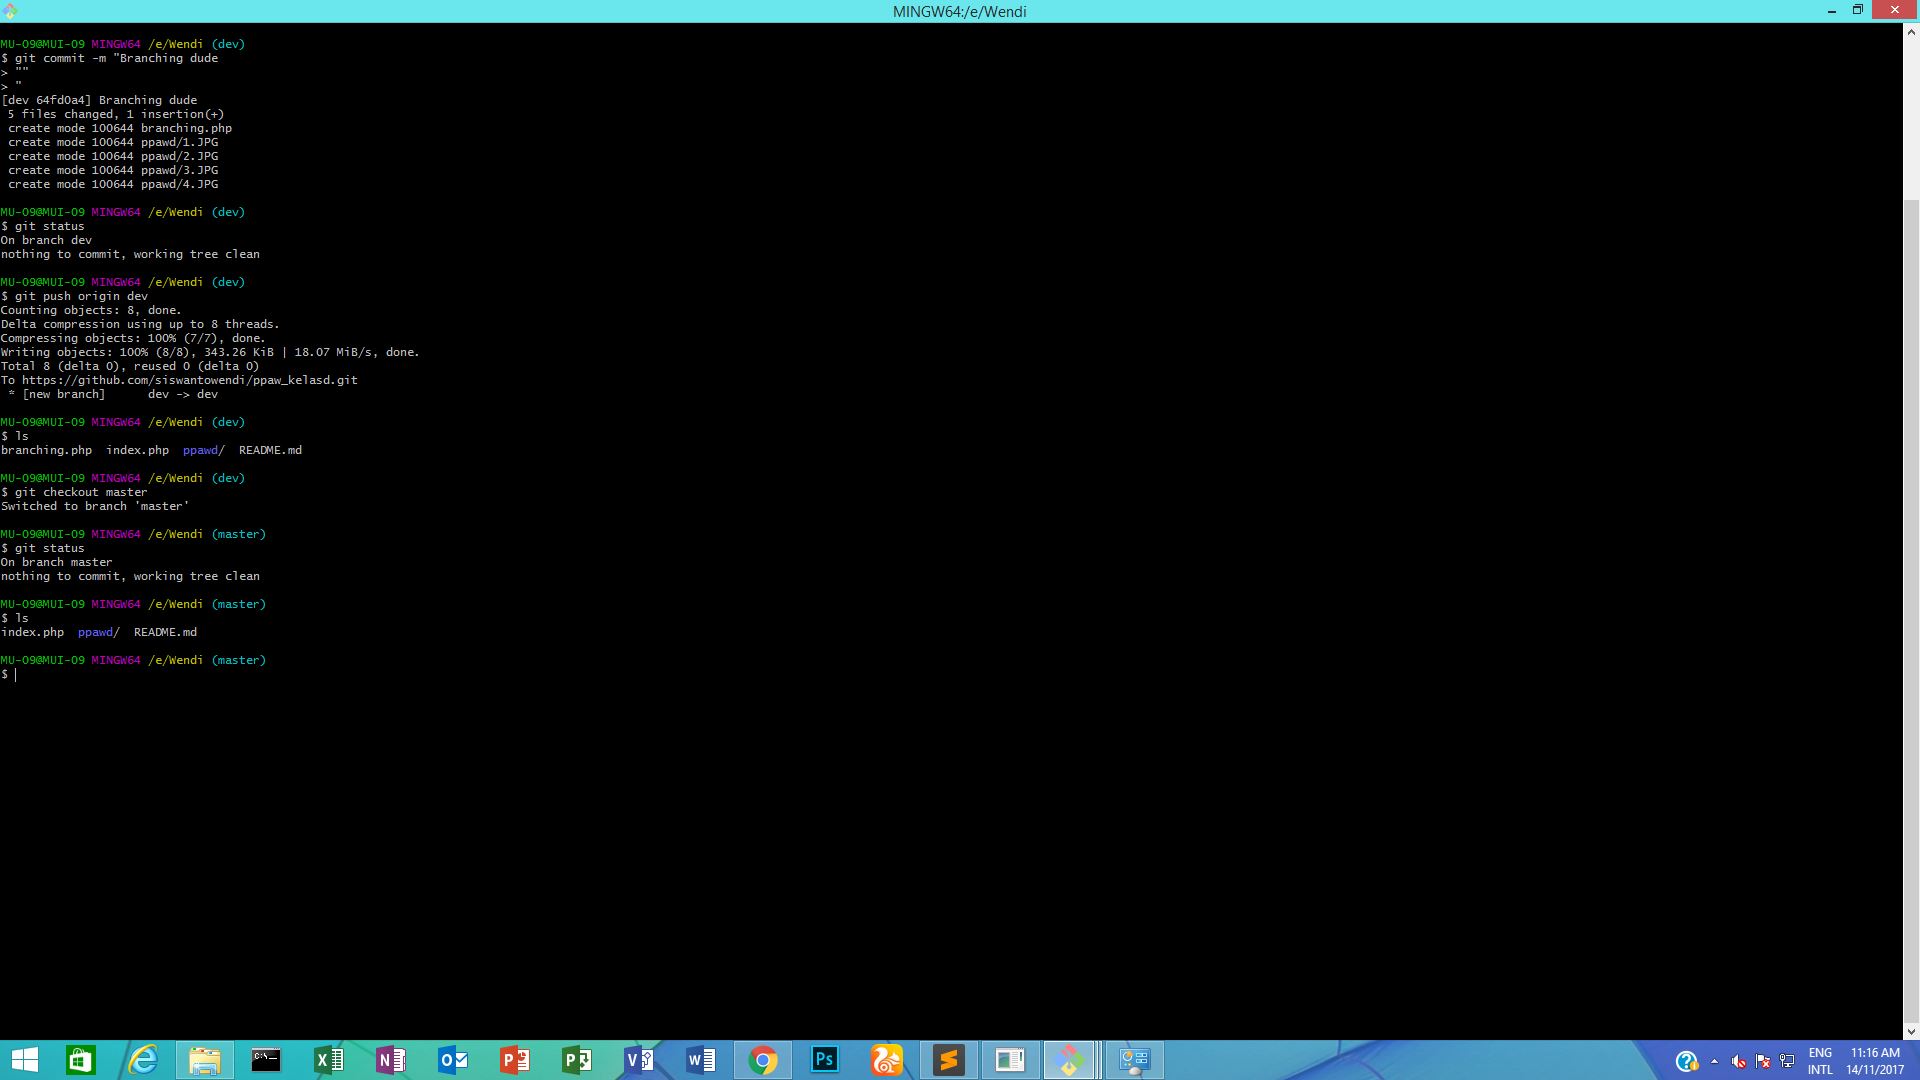 MINGW64:/e/Wendi
MU-09@MUI-09 MINGW64 /e/Wendi (dev)
$ git commit -m "Branching dude
> ""
> "
[dev 64fd0a4] Branching dude
 5 files changed, 1 insertion(+)
 create mode 100644 branching.php
 create mode 100644 ppawd/1.JPG
 create mode 100644 ppawd/2.JPG
 create mode 100644 ppawd/3.JPG
 create mode 100644 ppawd/4.JPG
MU-09@MUI-09 MINGW64 /e/Wendi (dev)
$ git status
On branch dev
nothing to commit, working tree clean
MU-09@MUI-09 MINGW64 /e/Wendi (dev)
$ git push origin dev
Counting objects: 8, done.
Delta compression using up to 8 threads.
Compressing objects: 100% (7/7), done.
Writing objects: 100% (8/8), 343.26 KiB | 18.07 MiB/s, done.
Total 8 (delta 0), reused 0 (delta 0)
To https://github.com/siswantowendi/ppaw_kelasd.git
 * [new branch]      dev -> dev
MU-09@MUI-09 MINGW64 /e/Wendi (dev)
$ ls
branching.php  index.php  ppawd/  README.md
MU-09@MUI-09 MINGW64 /e/Wendi (dev)
$ git checkout master
Switched to branch 'master'
MU-09@MUI-09 MINGW64 /e/Wendi (master)
$ git status
On branch master
nothing to commit, working tree clean
MU-09@MUI-09 MINGW64 /e/Wendi (master)
$ ls
index.php  ppawd/  README.md
MU-09@MUI-09 MINGW64 /e/Wendi (master)
$
ENG 11:16 AM
INTL 14/11/2017